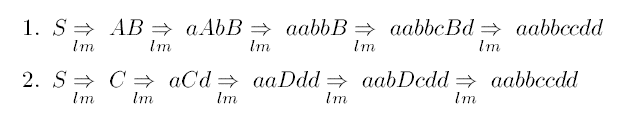 1. S ⇒lm AB ⇒lm aAbB ⇒lm aabbB ⇒lm aabbcBd ⇒lm aabbccdd
2. S ⇒lm C ⇒lm aCd ⇒lm aaDdd ⇒lm aabDcdd ⇒lm aabbccdd